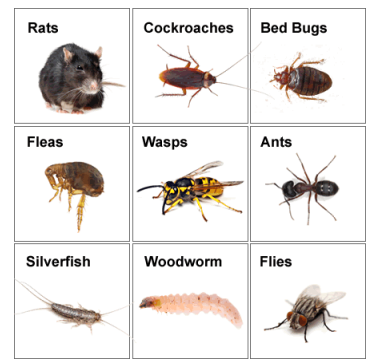 Rats
Cockroaches
Bed Bugs
Fleas
Wasps
Ants
Silverfish
Woodworm
Flies